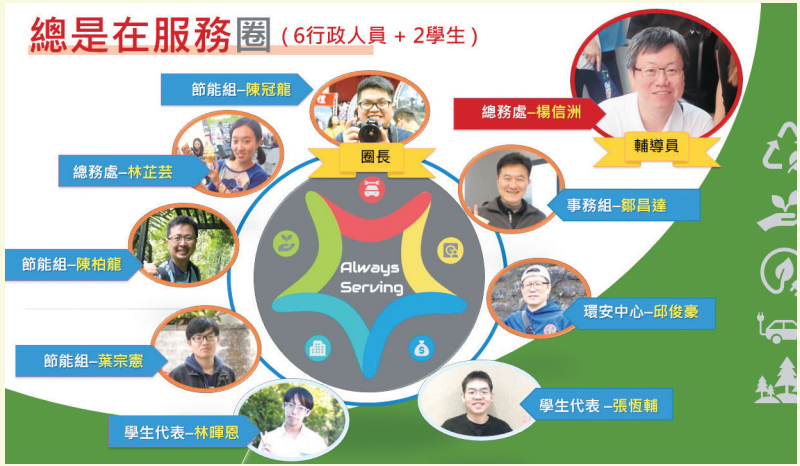 總是在服務圈 ( 6行政人員 + 2學生 )
節能組–陳冠龍
總務處–楊信洲
輔導員
圈長
總務處–林芷芸
事務組–鄒昌達
節能組–陳柏龍
Always
Serving
環安中心–邱俊豪
節能組–葉宗憲
學生代表 –張恆輔
學生代表–林暉恩